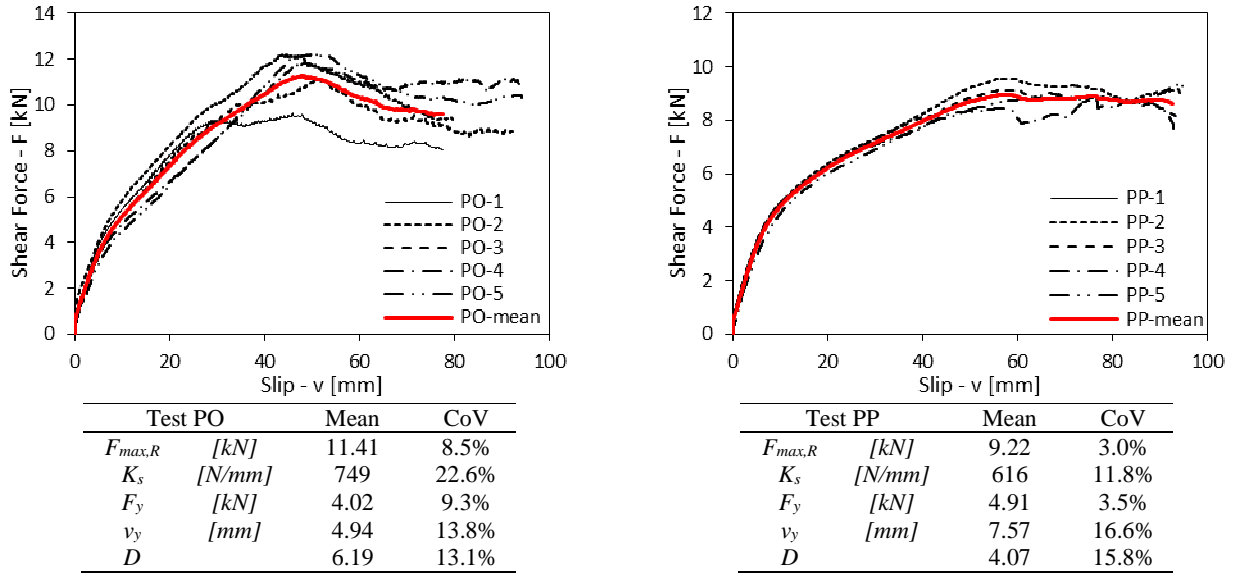 14
12
10
8
6
4
2
0
Shear Force - F [kN]
PO-1
PO-2
PO-3
PO-4
PO-5
PO-mean
0 20 40 60 80 100
Slip - v [mm]
Test PO Mean CoV
Fmax,R [kN] 11.41 8.5%
Ks [N/mm] 749 22.6%
Fy [kN] 4.02 9.3%
vy [mm] 4.94 13.8%
D 6.19 13.1%
12
10
8
6
4
2
0
Shear Force - F [kN]
PP-1
PP-2
PP-3
PP-4
PP-5
PP-mean
0 20 40 60 80 100
Slip - v [mm]
Test PP Mean CoV
Fmax,R [kN] 9.22 3.0%
Ks [N/mm] 616 11.8%
Fy [kN] 4.91 3.5%
vy [mm] 7.57 16.6%
D 4.07 15.8%